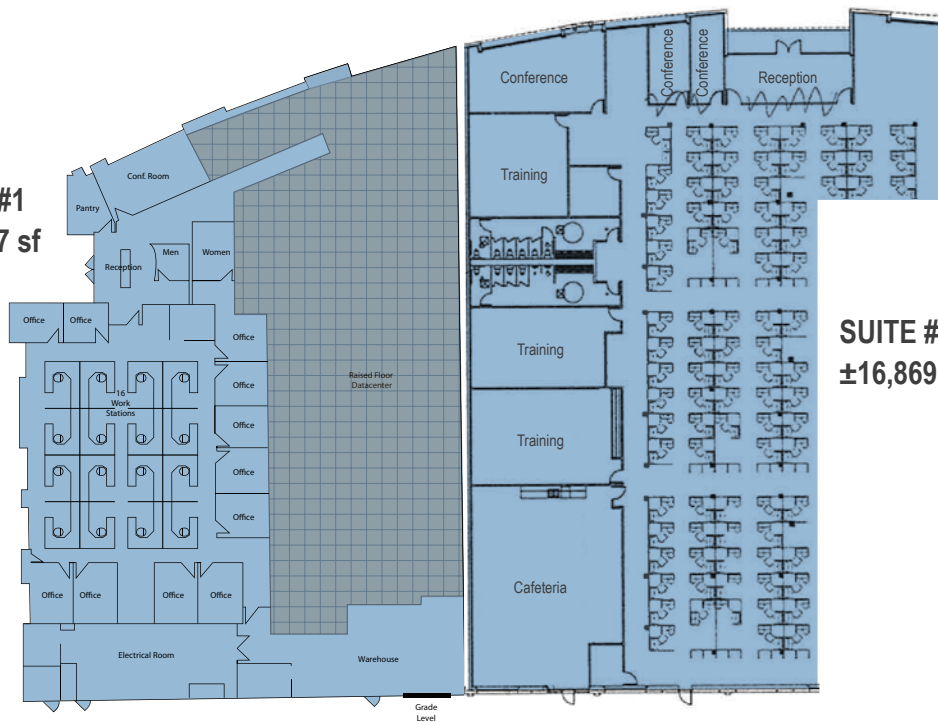 #1
7 sf
Conf. Room
Pantry
Reception
Men
Women
Office
Office
Office
Office
Office
Office
Office
16
Work
Stations
Raised Floor
Datacenter
Office
Office
Office
Office
Electrical Room
Warehouse
Grade
Level
Conference
Conference
Conference
Reception
Training
Training
Training
Cafeteria
SUITE #
±16,869